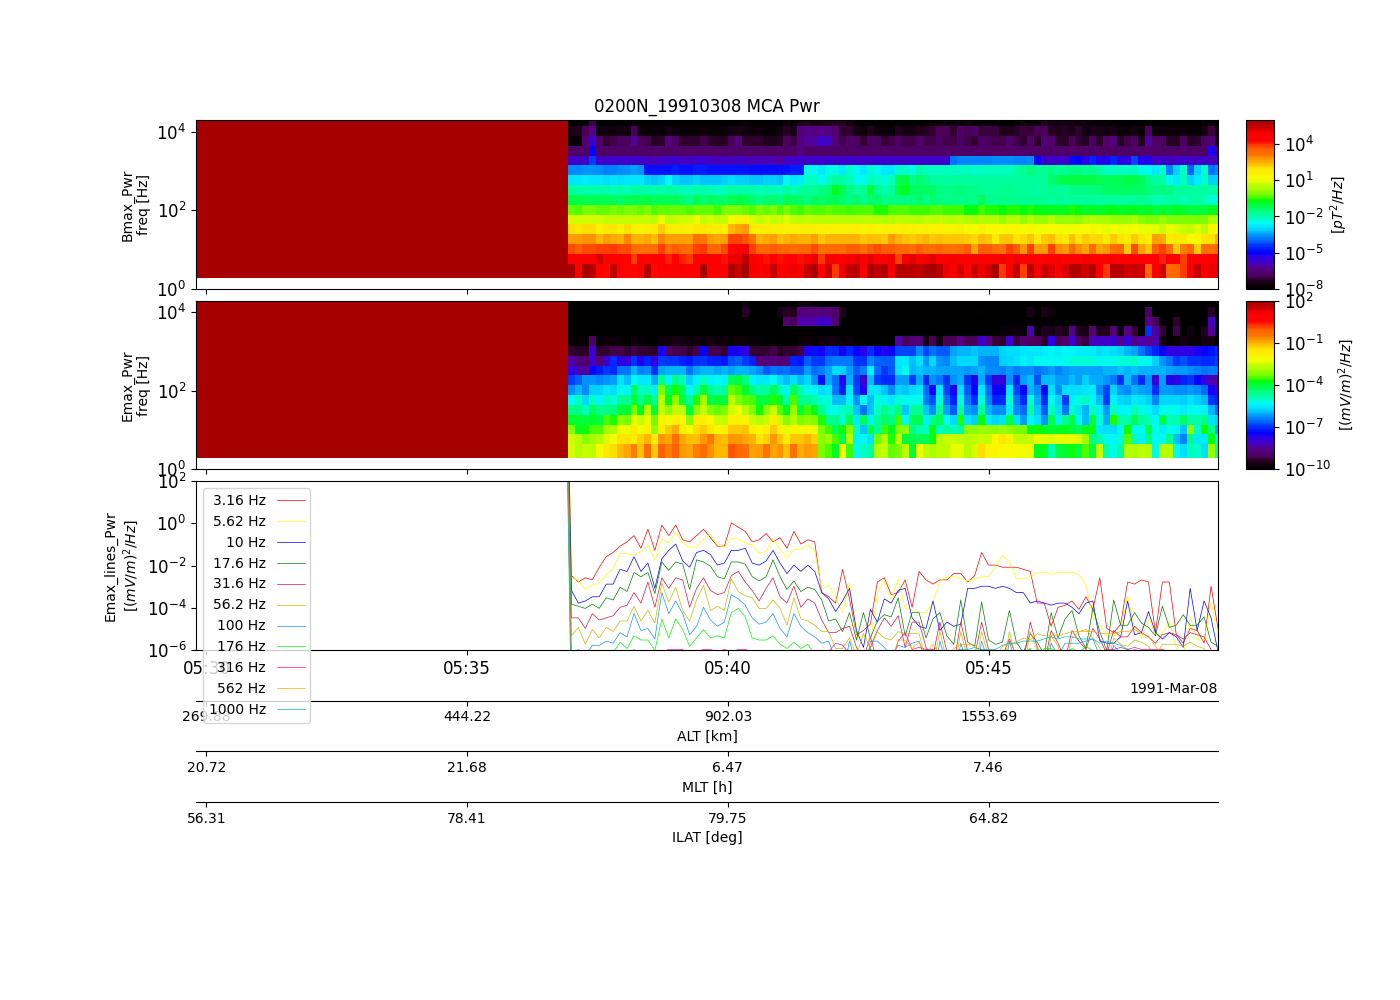 0200N_19910308 MCA Pwr
Bmax_Pwr
freq [Hz]
10^4
10^2
10^0
10^4
10^1
10^-2
10^-5
10^-8
[pT^2/Hz]
Emax_Pwr
freq [Hz]
10^4
10^2
10^0
10^2
10^-1
10^-4
10^-7
10^-10
[(mV/m)^2/Hz]
Emax_lines_Pwr
[(mV/m)^2/Hz]
10^2
10^0
10^-2
10^-4
10^-6
3.16 Hz
5.62 Hz
10 Hz
17.6 Hz
31.6 Hz
56.2 Hz
100 Hz
176 Hz
316 Hz
562 Hz
1000 Hz
05:30 05:35 05:40 05:45
1991-Mar-08
269.88 444.22 902.03 1553.69
ALT [km]
20.72 21.68 6.47 7.46
MLT [h]
56.31 78.41 79.75 64.82
ILAT [deg]